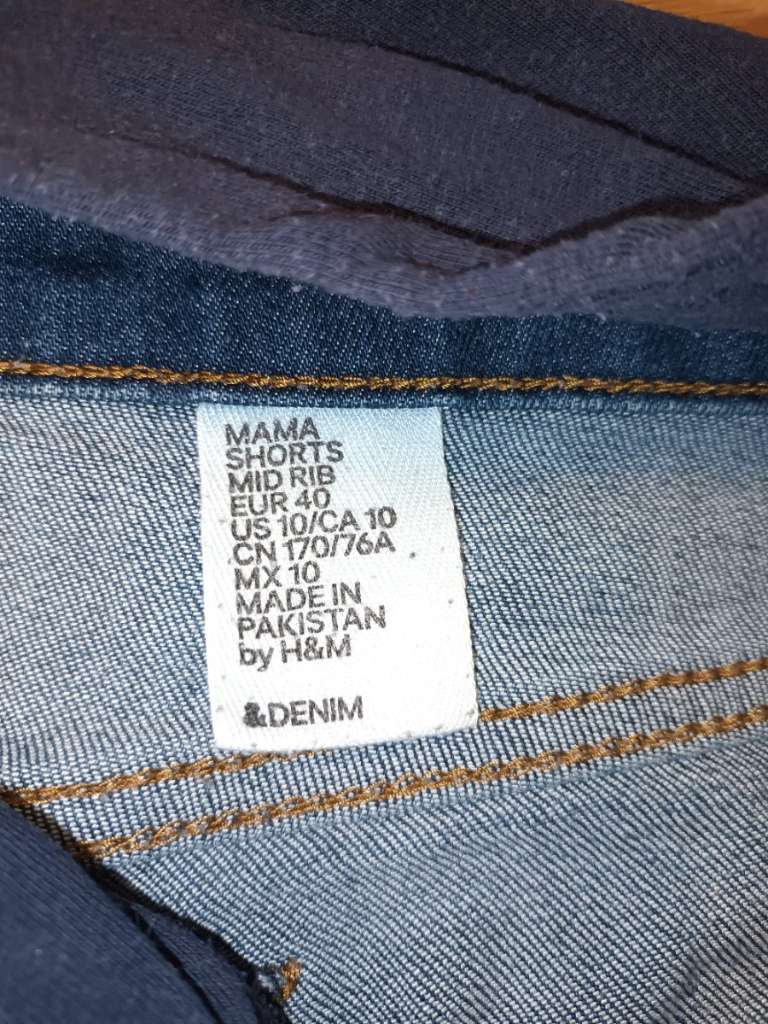 MAMA
SHORTS
MID RIB
EUR 40
US 10/CA 10
CN 170/76A
MX 10
MADE IN
PAKISTAN
by H&M
&DENIM